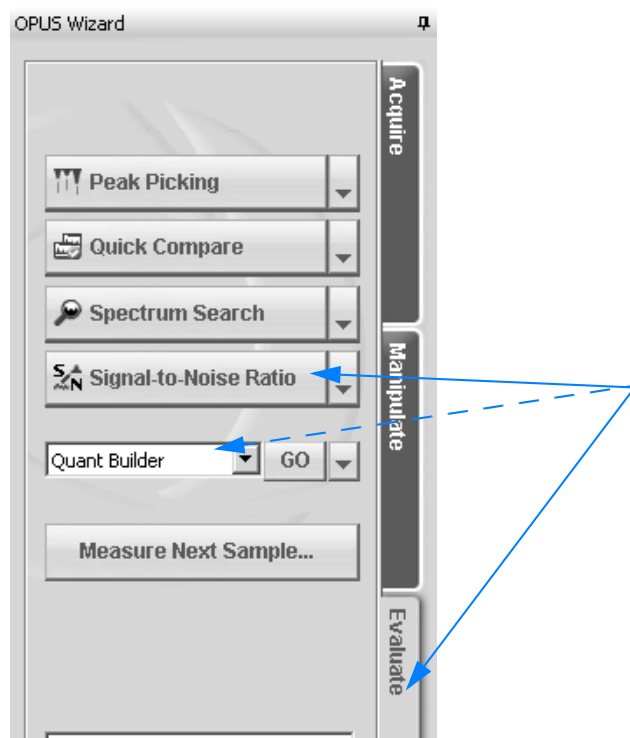 OPUS Wizard
Acquire
Peak Picking
Quick Compare
Spectrum Search
S/N Signal-to-Noise Ratio
Manipulate
Quant Builder
GO
Measure Next Sample...
Evaluate